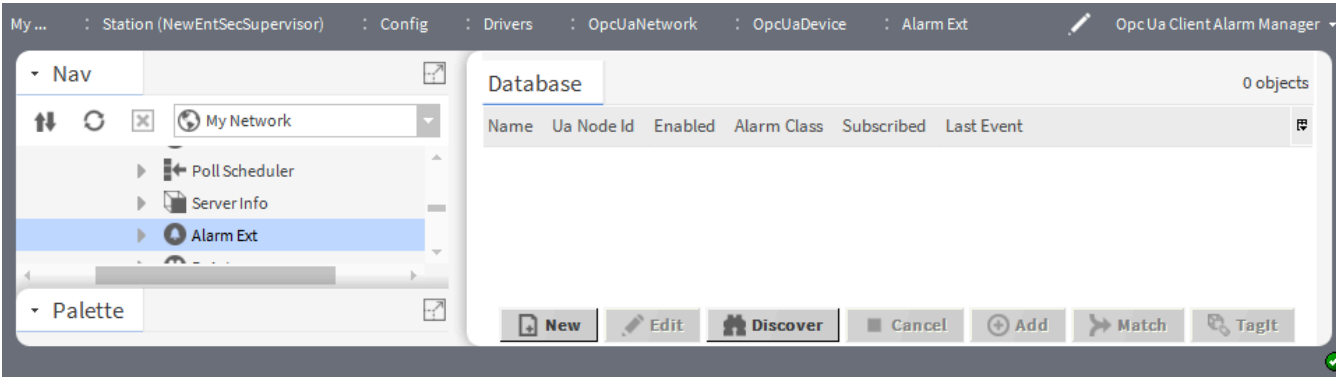 My ... : Station (NewEntSecSupervisor) : Config : Drivers : OpcUaNetwork : OpcUaDevice : Alarm Ext Opc Ua Client Alarm Manager
Nav
My Network
Poll Scheduler
Server Info
Alarm Ext
Palette
Database 0 objects
Name Ua Node Id Enabled Alarm Class Subscribed Last Event
New Edit Discover Cancel Add Match TagIt